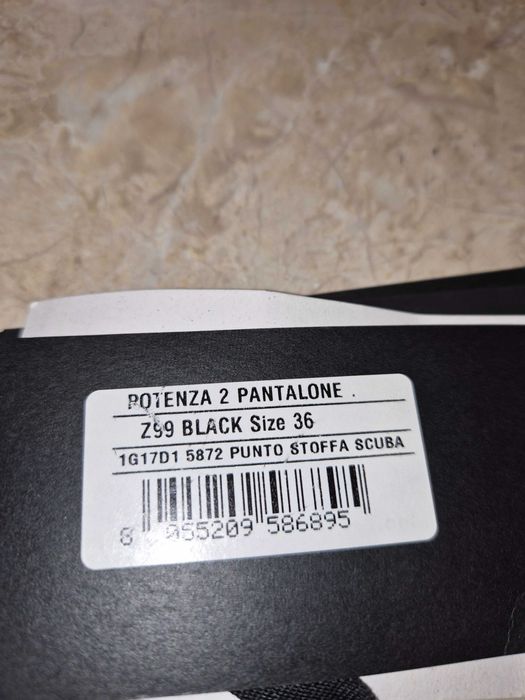 POTENZA 2 PANTALONE .
Z99 BLACK Size 36
1G17D1 5872 PUNTO STOFFA SCUBA
8 055209 586895